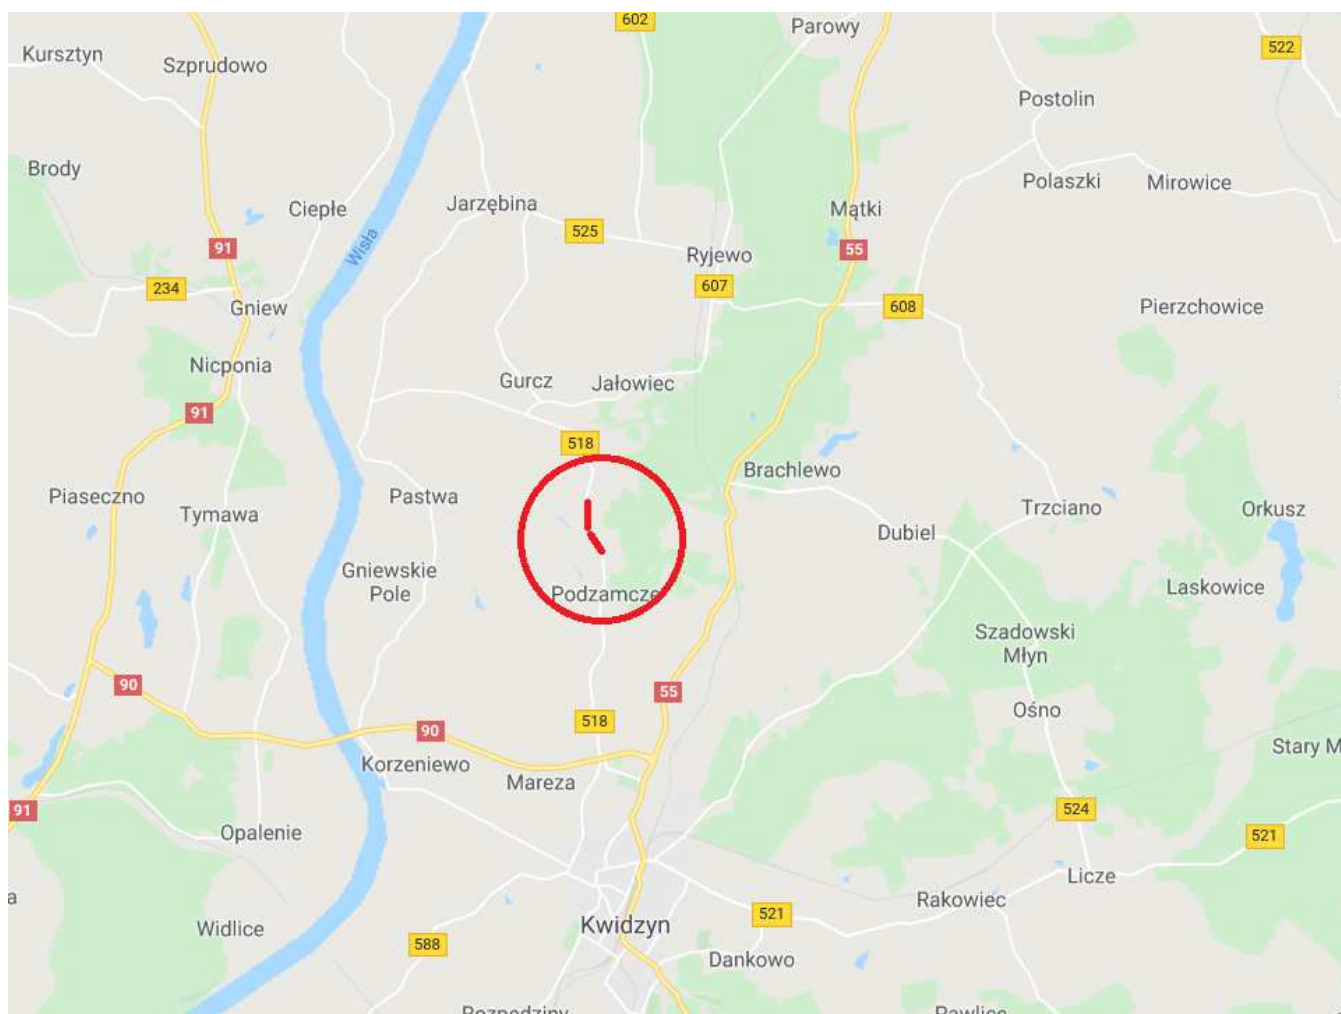 602
Parowy
Kursztyn
522
Szprudowo
Postolin
Brody
Polaszki
Mirowice
Ciepłe
Jarzębina
Mątki
525
91
Wisła
55
Ryjewo
234
607
Gniew
608
Pierzchowice
Nicponia
Gurcz
Jałowiec
91
518
Brachlewo
Piaseczno
Pastwa
Tymawa
Trzciano
Orkusz
Dubiel
Gniewskie
Pole
Laskowice
Podzamcze
Szadowski
Młyn
90
55
Ośno
518
90
Stary M
Korzeniewo
Mareza
91
524
Opalenie
521
Licze
a
Rakowiec
521
Widlice
Kwidzyn
588
Dankowo
Rozpędziny
Pawlice